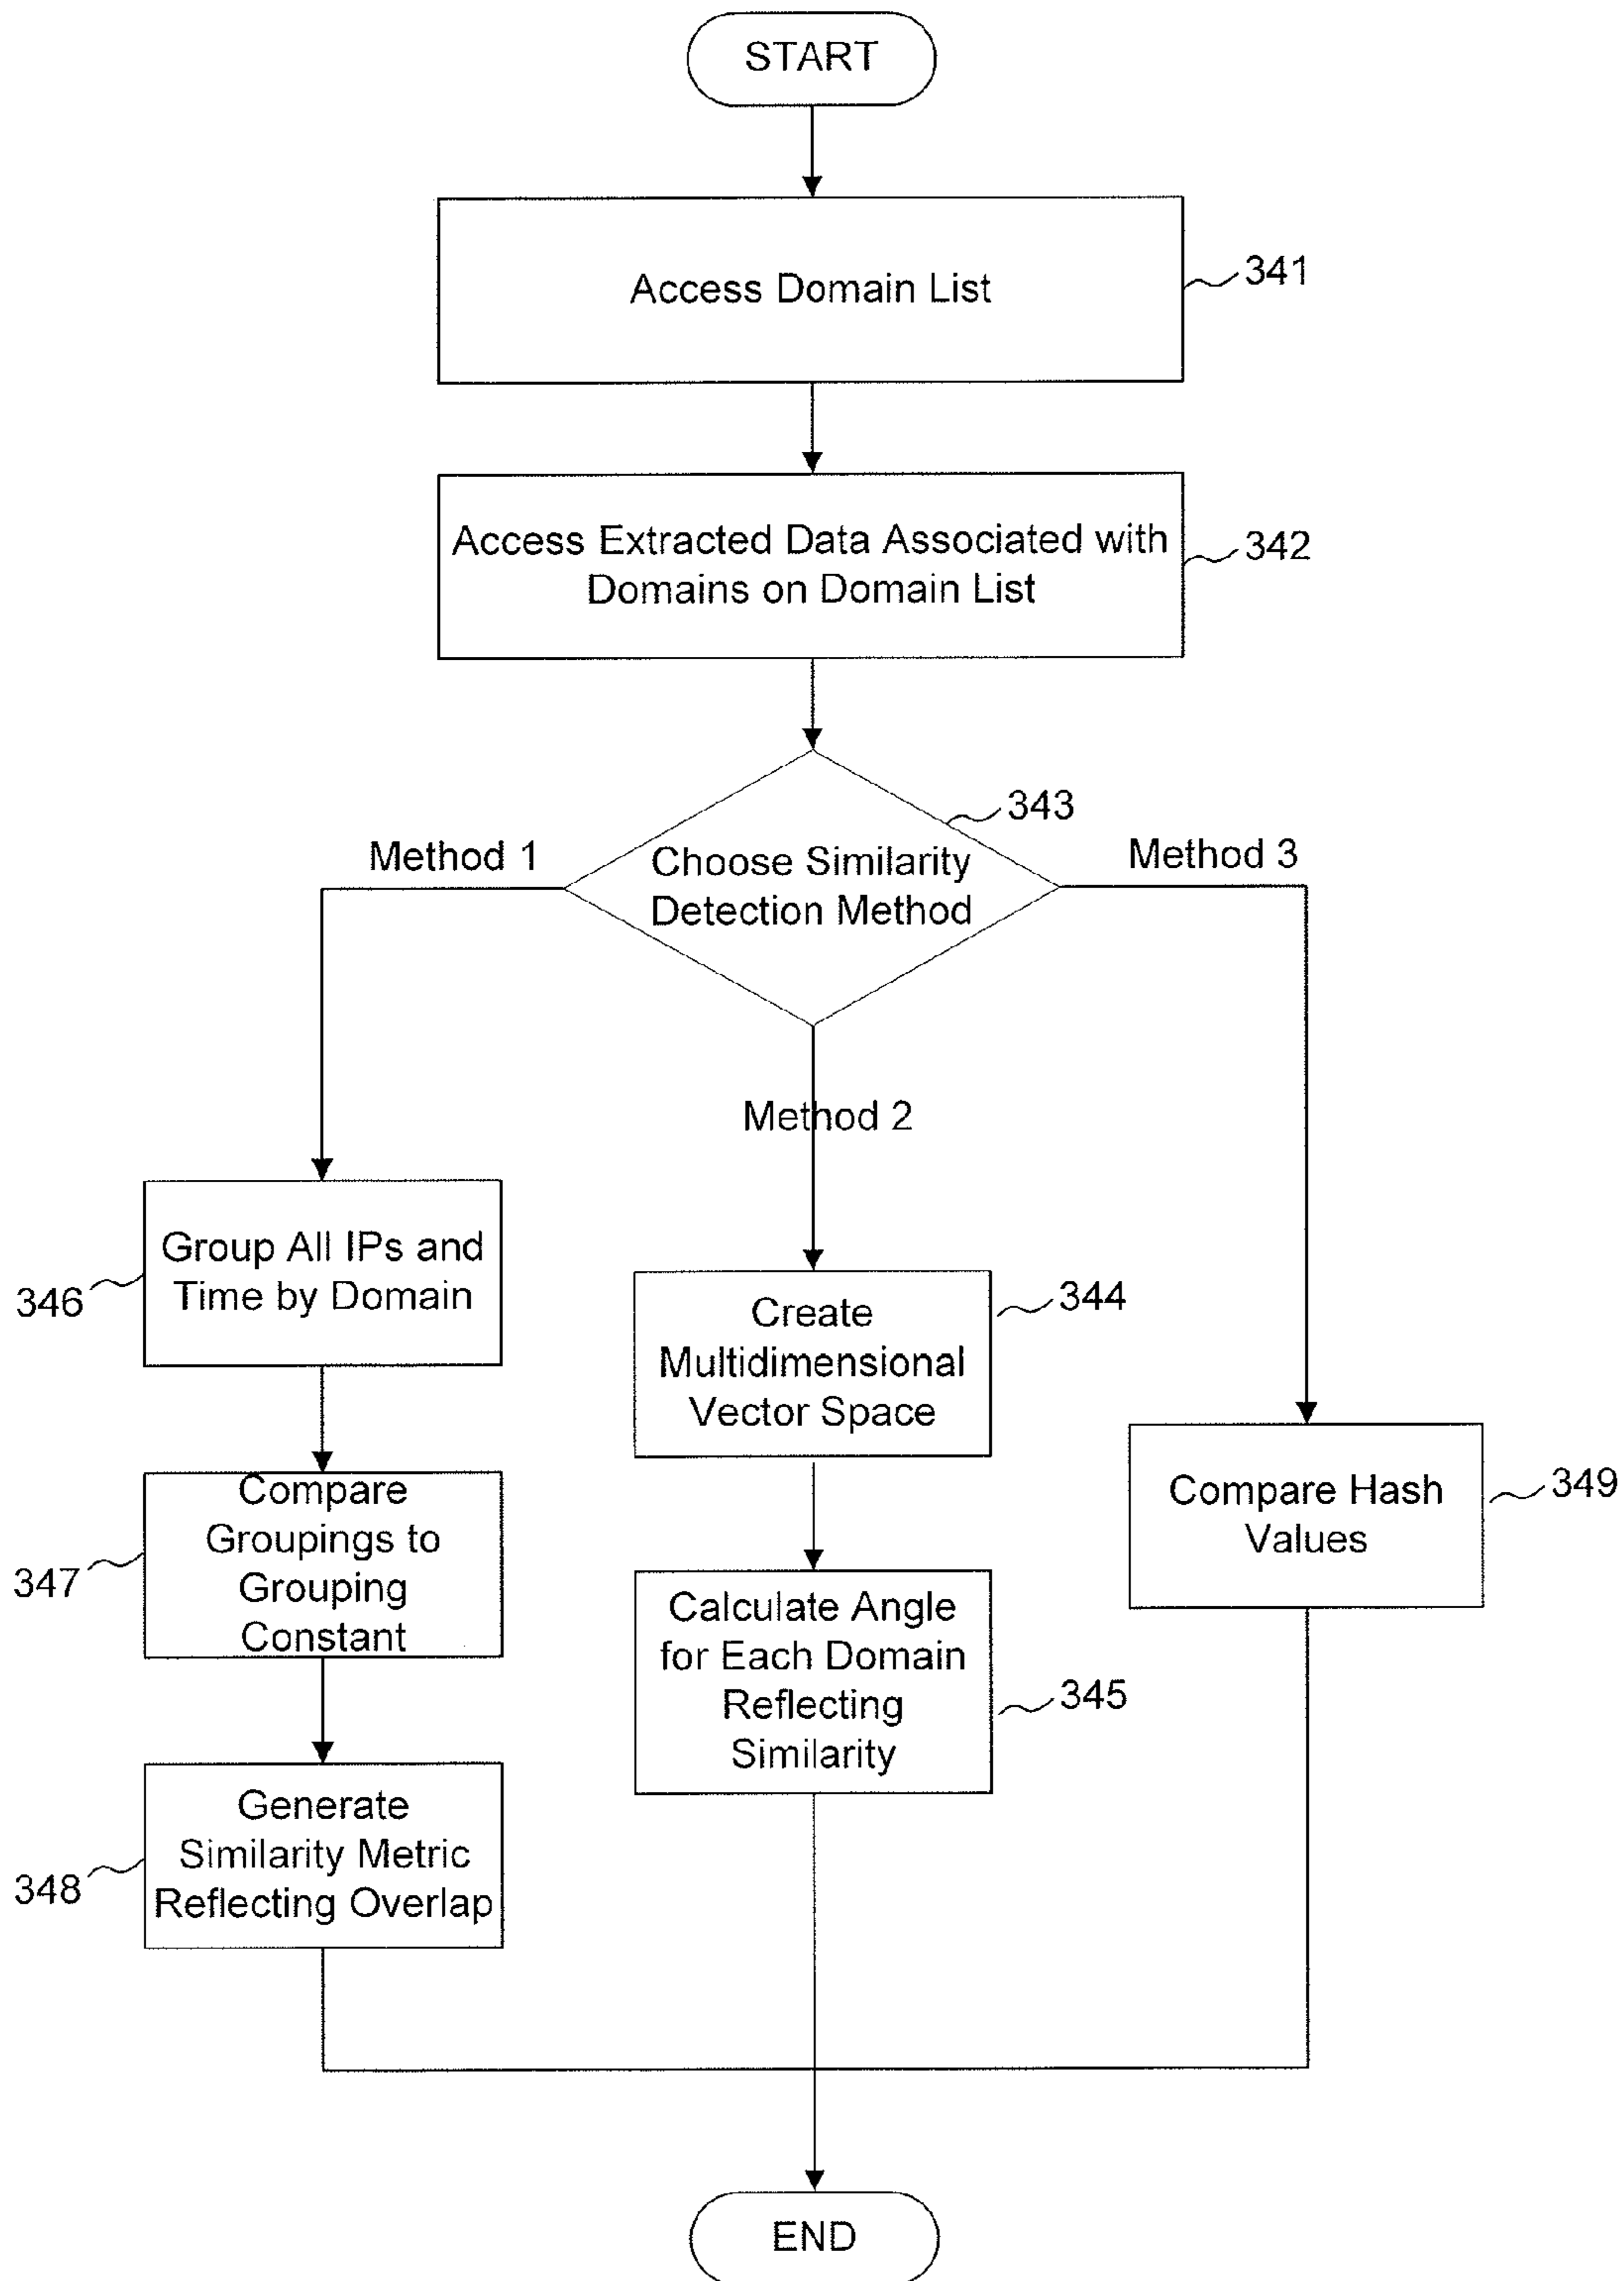 START
Access Domain List
341
Access Extracted Data Associated with
Domains on Domain List
342
343
Choose Similarity
Detection Method
Method 1
Method 3
Method 2
Group All IPs and
Time by Domain
346
Create
Multidimensional
Vector Space
344
Compare
Groupings to
Grouping
Constant
347
Compare Hash
Values
349
Calculate Angle
for Each Domain
Reflecting
Similarity
345
Generate
Similarity Metric
Reflecting Overlap
348
END